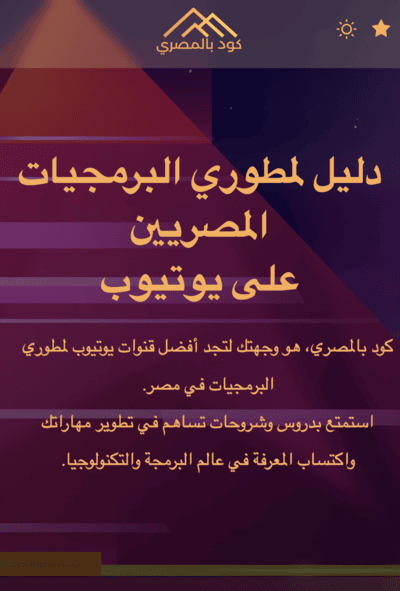 كود بالمصري
دليل لمطوري البرمجيات
المصريين
على يوتيوب
كود بالمصري، هو وجهتك لتجد أفضل قنوات يوتيوب لمطوري
البرمجيات في مصر.
استمتع بدروس وشروحات تساهم في تطوير مهاراتك
واكتساب المعرفة في عالم البرمجة والتكنولوجيا.